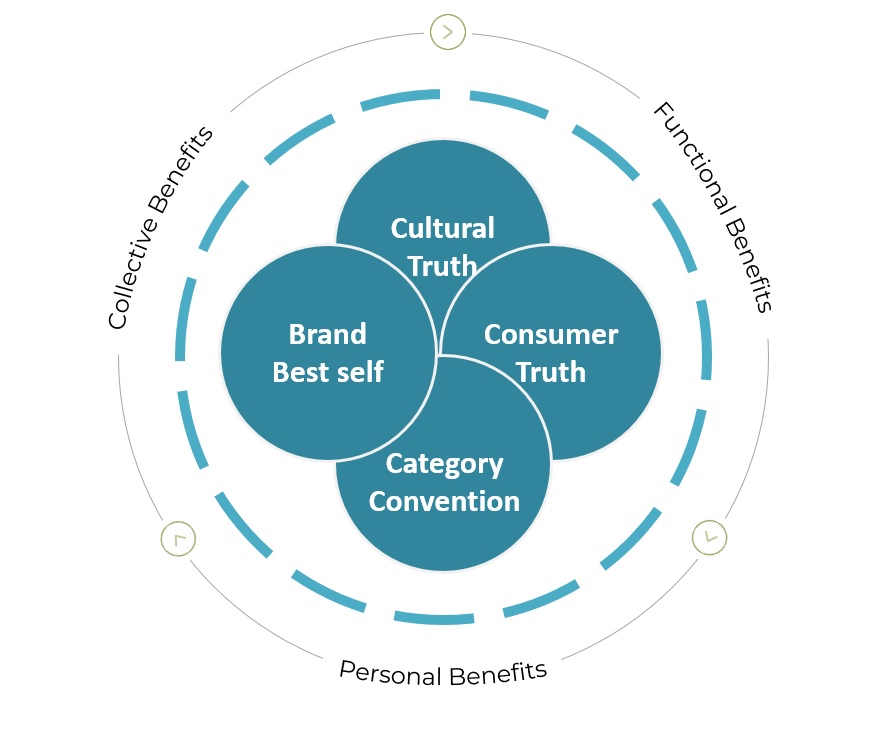 Collective Benefits
Functional Benefits
Cultural
Truth
Brand
Best self
Consumer
Truth
Category
Convention
Personal Benefits